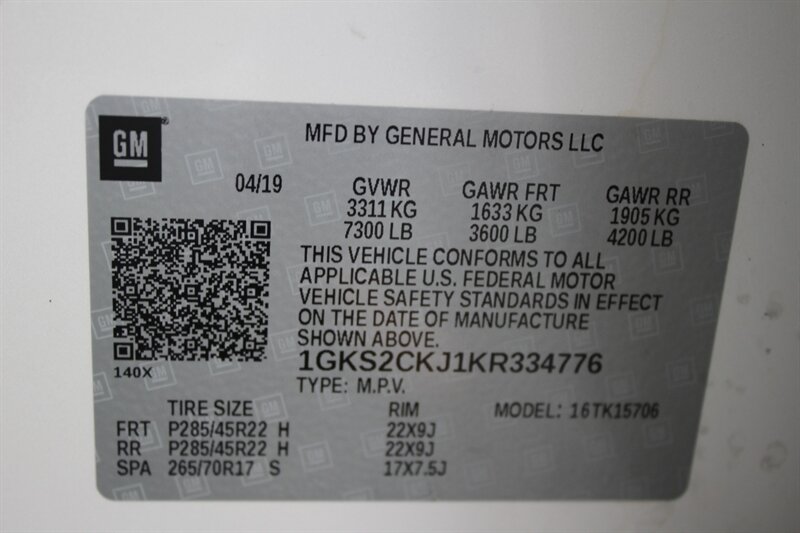 GM
MFD BY GENERAL MOTORS LLC
04/19 GVWR GAWR FRT GAWR RR
3311 KG 1633 KG 1905 KG
7300 LB 3600 LB 4200 LB
THIS VEHICLE CONFORMS TO ALL
APPLICABLE U.S. FEDERAL MOTOR
VEHICLE SAFETY STANDARDS IN EFFECT
ON THE DATE OF MANUFACTURE
SHOWN ABOVE.
1GKS2CKJ1KR334776
140X
TYPE: M.P.V.
TIRE SIZE RIM MODEL: 16TK15706
FRT P285/45R22 H 22X9J
RR P285/45R22 H 22X9J
SPA 265/70R17 S 17X7.5J